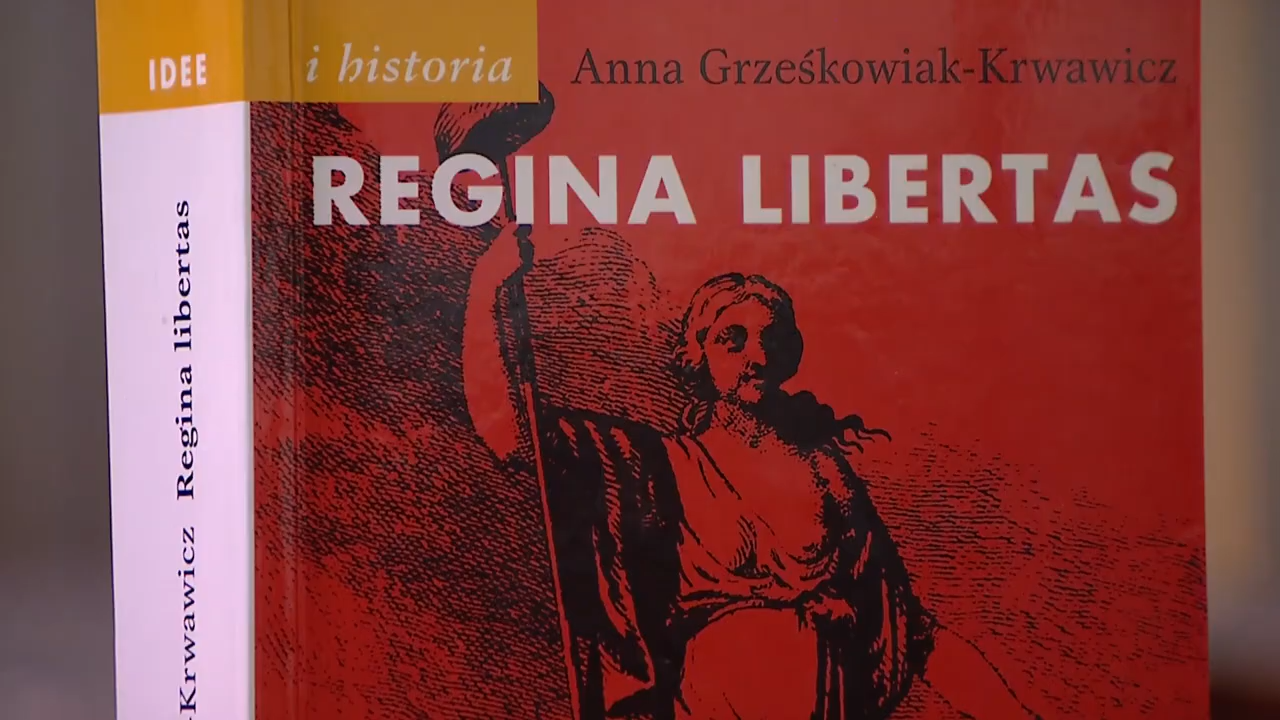 IDEE
i historia
Anna Grześkowiak-Krwawicz
REGINA LIBERTAS
-Krwawicz Regina libertas